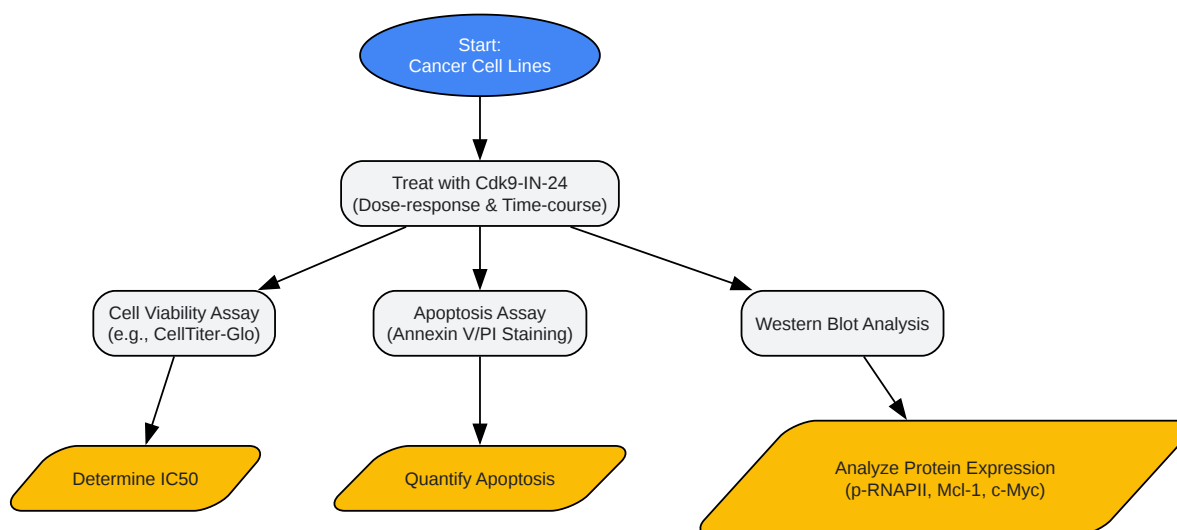 Start:
Cancer Cell Lines
Treat with Cdk9-IN-24
(Dose-response & Time-course)
Cell Viability Assay
(e.g., CellTiter-Glo)
Apoptosis Assay
(Annexin V/PI Staining)
Western Blot Analysis
Determine IC50
Quantify Apoptosis
Analyze Protein Expression
(p-RNAPII, Mcl-1, c-Myc)